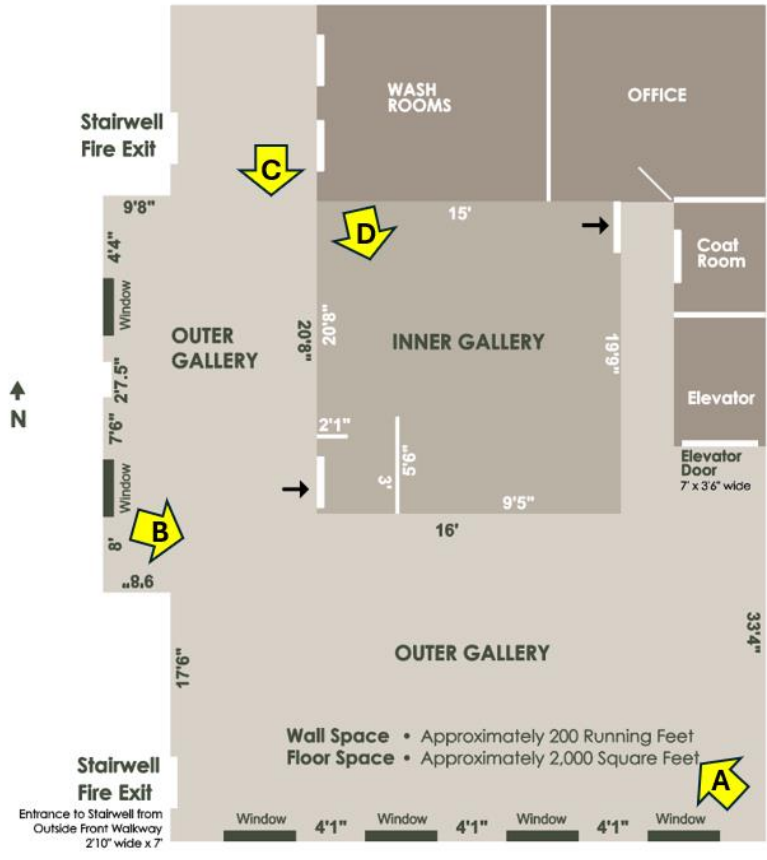 WASH
ROOMS
OFFICE
Stairwell
Fire Exit
C
9'8"
D
15'
4'4"
Coat
Room
Window
OUTER
GALLERY
20'8"
20'8"
INNER GALLERY
19'9"
2'7.5"
N
Elevator
7'6"
2'1"
5'6"
3'
Elevator
Door
7' x 3'6" wide
Window
9'5"
B
8'
16'
8'9"
OUTER GALLERY
33'4"
17'6"
Wall Space • Approximately 200 Running Feet
Floor Space • Approximately 2,000 Square Feet
A
Stairwell
Fire Exit
Entrance to Stairwell from
Outside Front Walkway
2'10" wide x 7'
Window
4'1"
Window
4'1"
Window
4'1"
Window